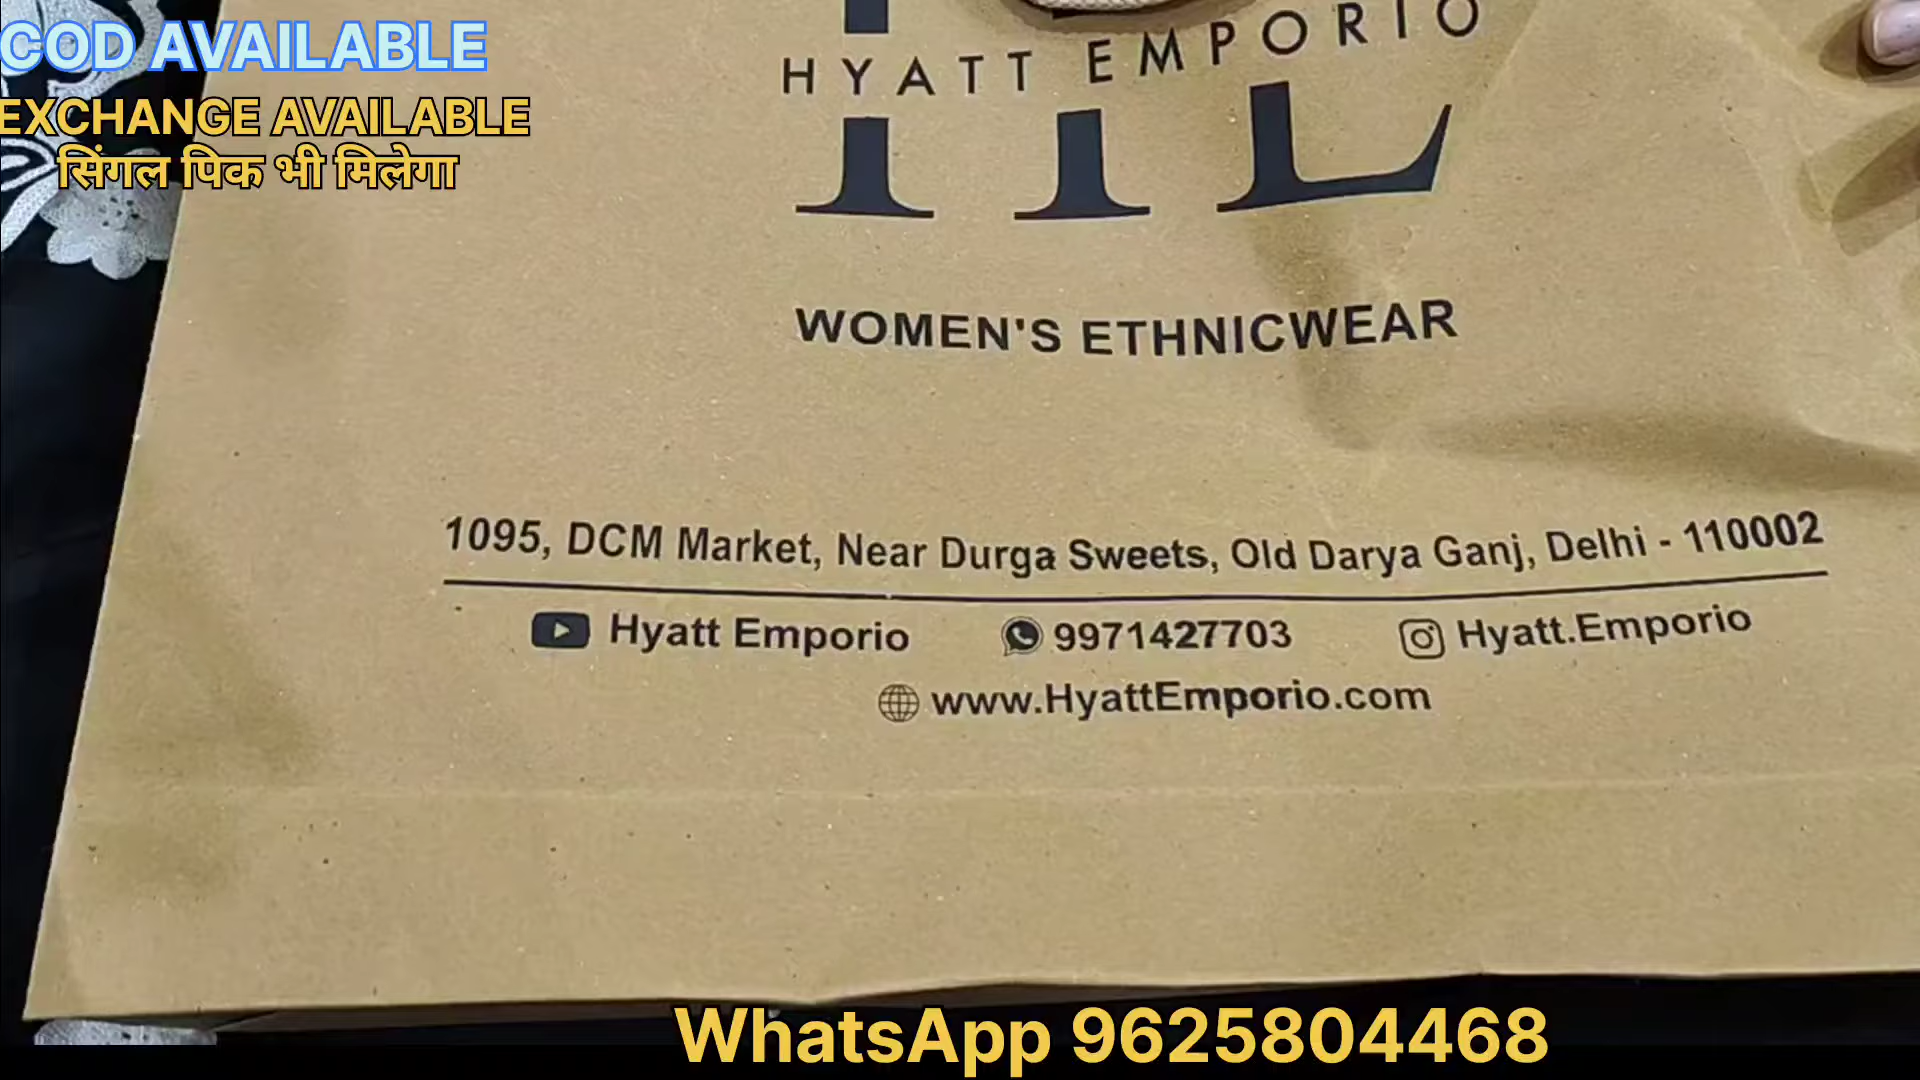 COD AVAILABLE
EXCHANGE AVAILABLE
सिंगल पिक भी मिलेगा
HYATT EMPORIO
WOMEN'S ETHNICWEAR
1095, DCM Market, Near Durga Sweets, Old Darya Ganj, Delhi - 110002
Hyatt Emporio 9971427703 Hyatt.Emporio
www.HyattEmporio.com
WhatsApp 9625804468